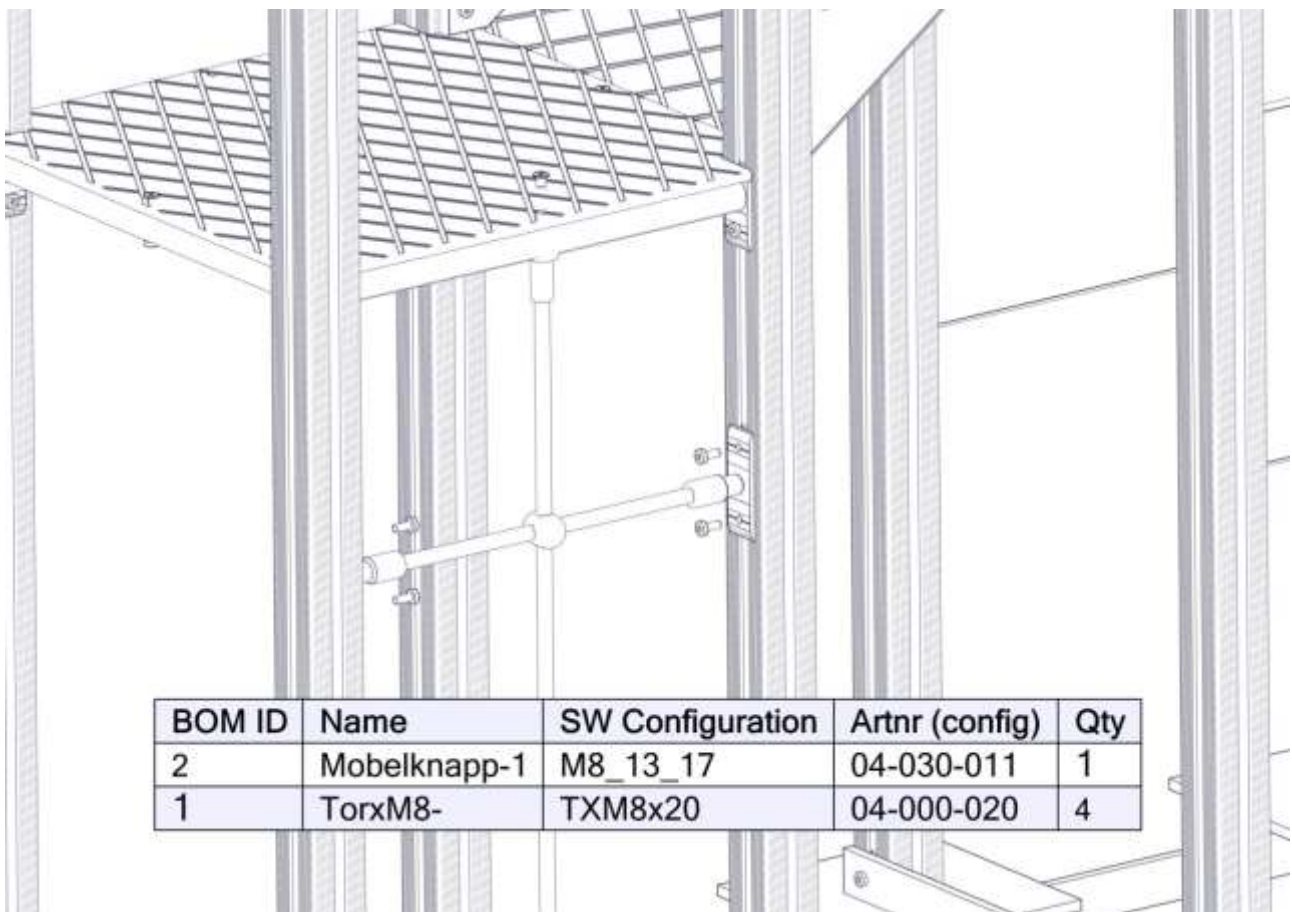 BOM ID Name SW Configuration Artnr (config) Qty
2 Mobelknapp-1 M8_13_17 04-030-011 1
1 TorxM8- TXM8x20 04-000-020 4